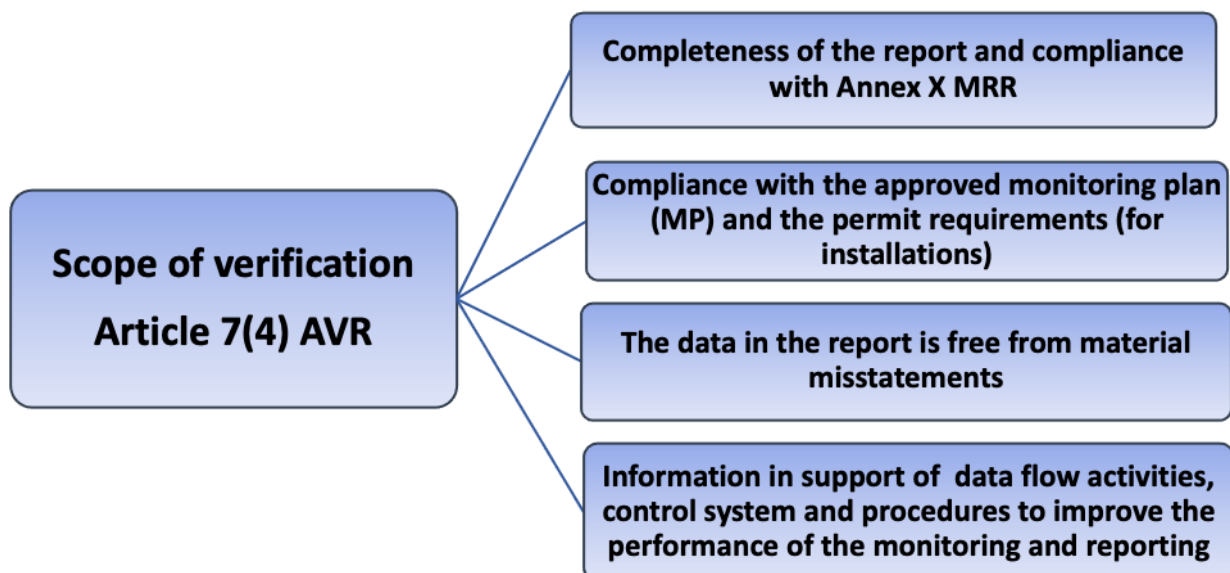 Scope of verification
Article 7(4) AVR
Completeness of the report and compliance
with Annex X MRR
Compliance with the approved monitoring plan
(MP) and the permit requirements (for
installations)
The data in the report is free from material
misstatements
Information in support of data flow activities,
control system and procedures to improve the
performance of the monitoring and reporting